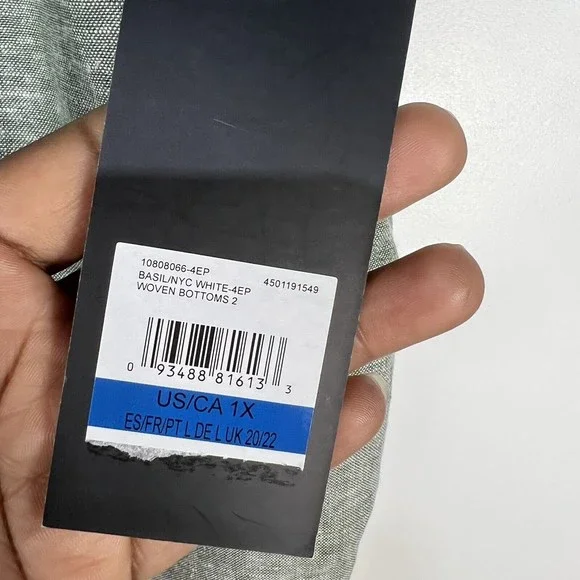 10808066-4EP
BASIL/NYC WHITE-4EP 4501191549
WOVEN BOTTOMS 2
0 93488 81613 3
US/CA 1X
ES/FR/PT L DE L UK 20/22